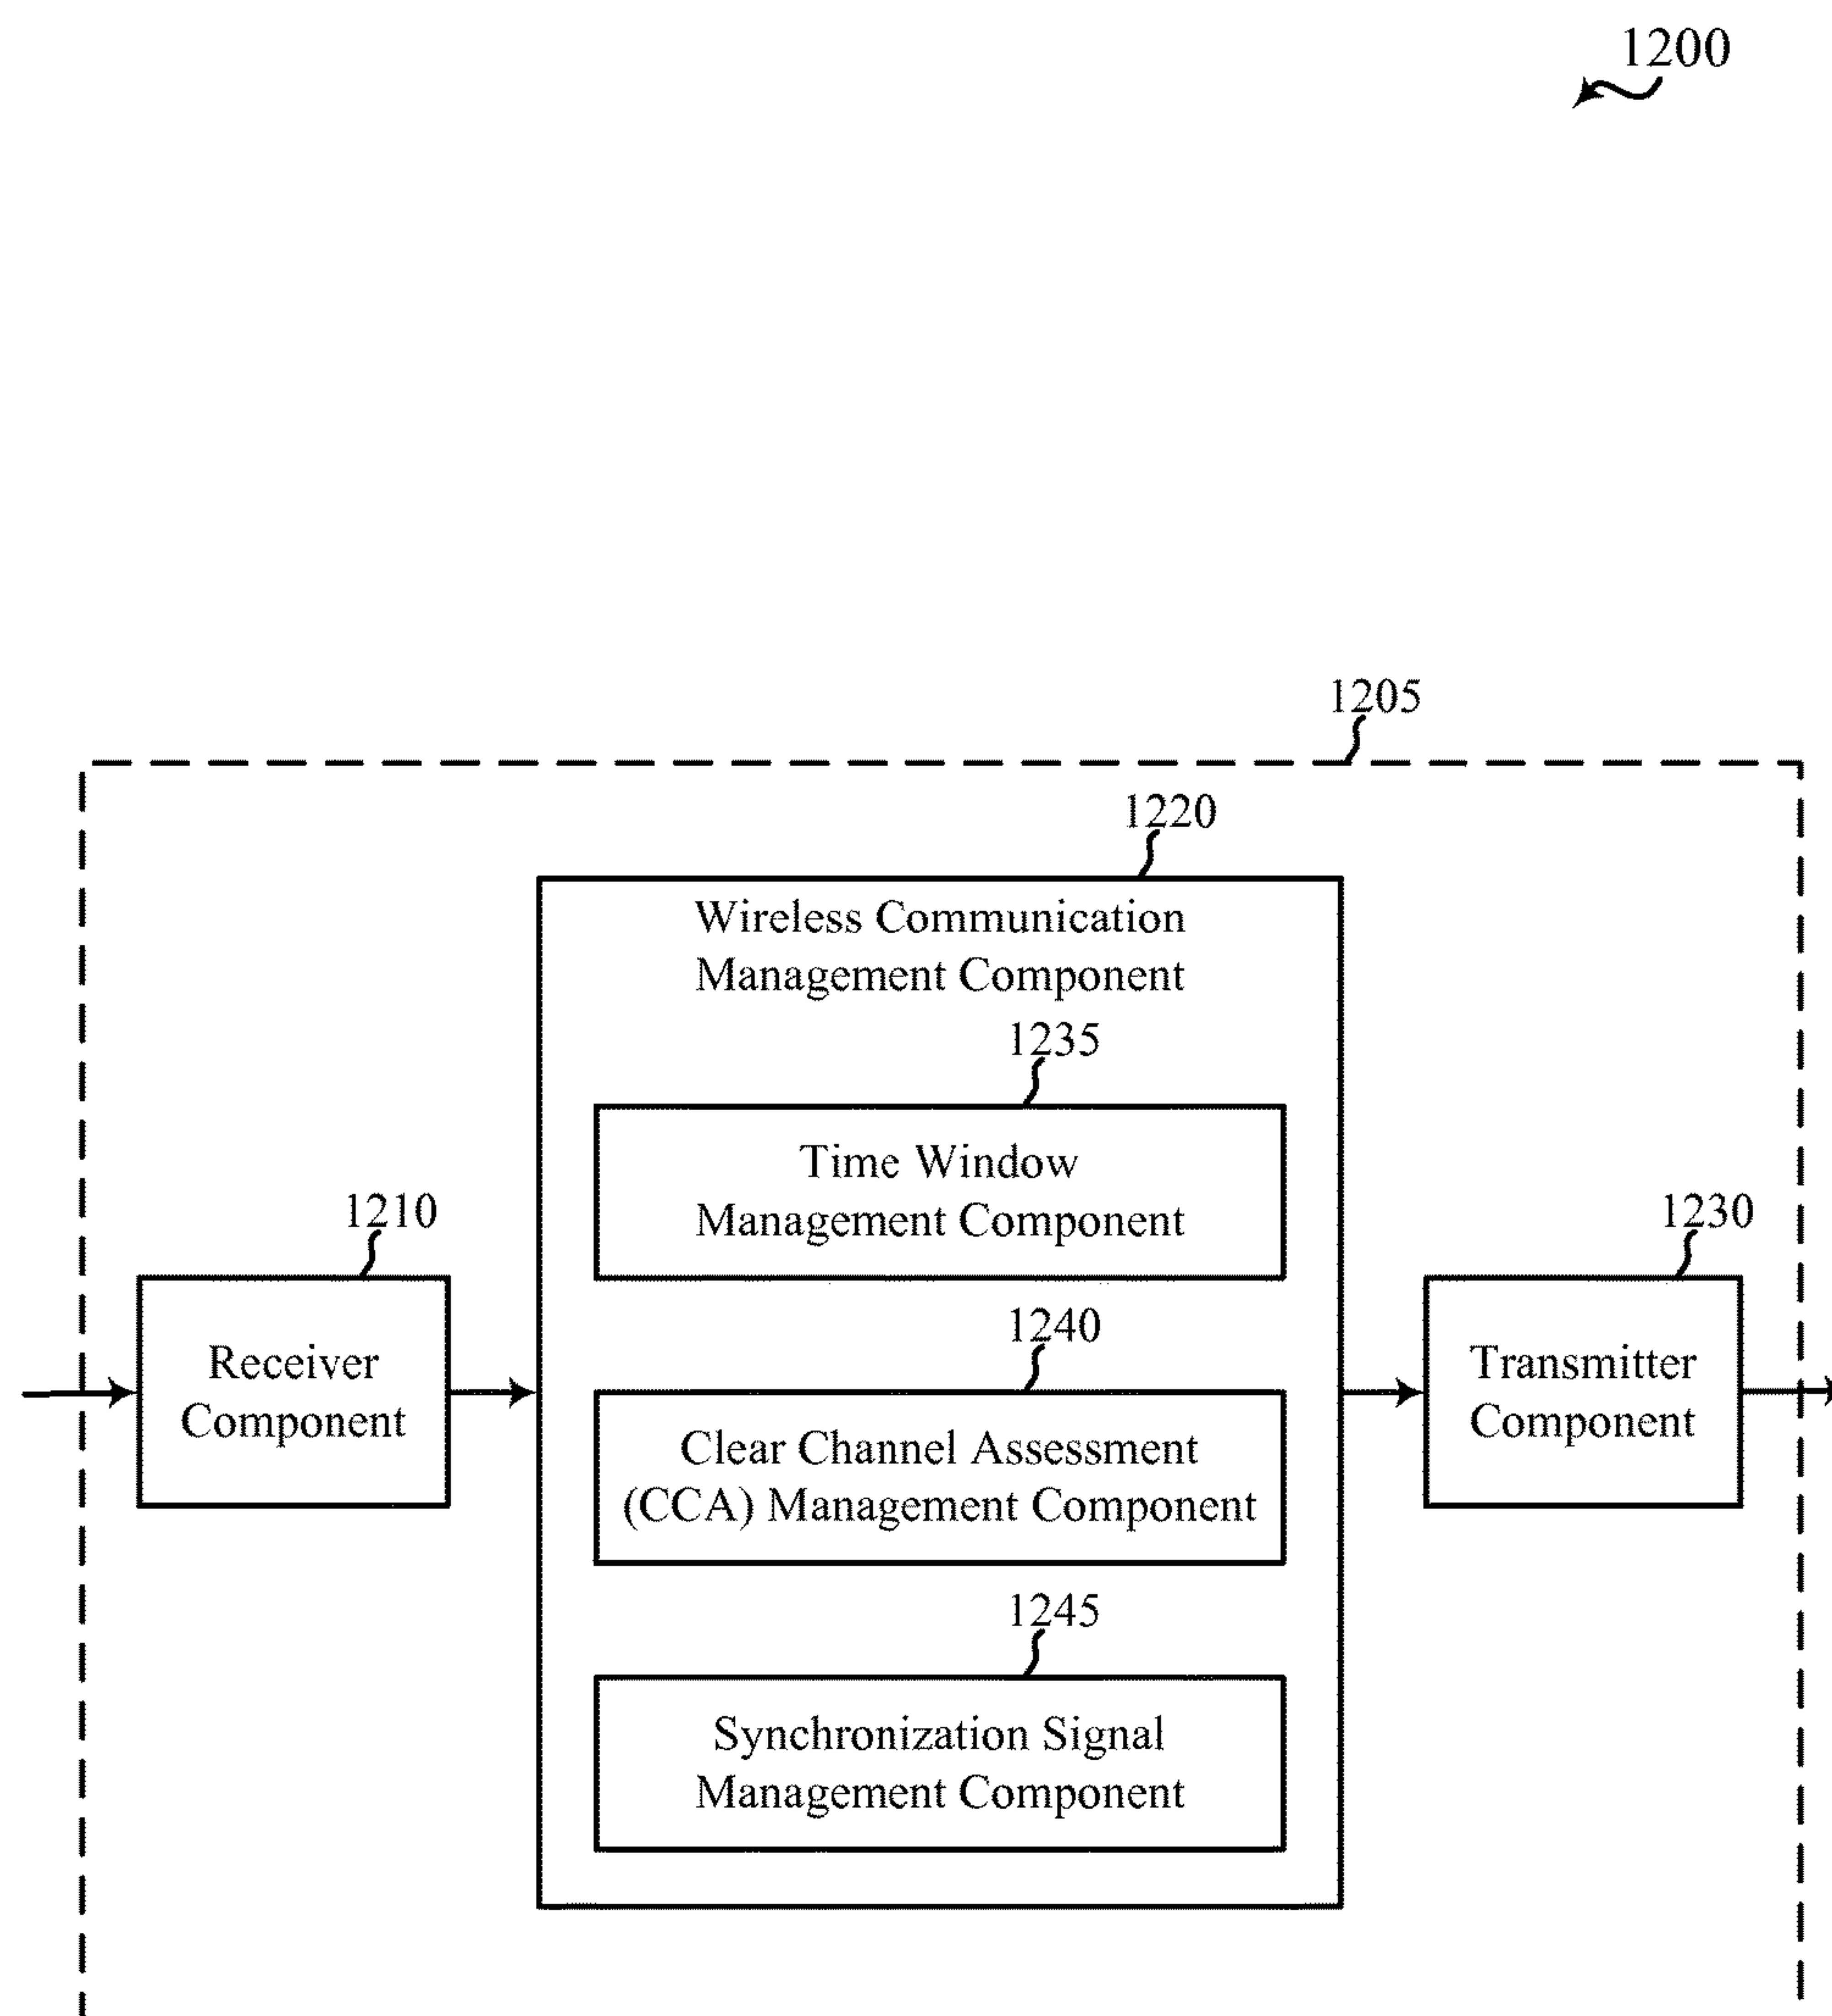 1200
1205
1220
Wireless Communication
Management Component
1235
Time Window
Management Component
1210
1230
Receiver
Component
1240
Clear Channel Assessment
(CCA) Management Component
Transmitter
Component
1245
Synchronization Signal
Management Component